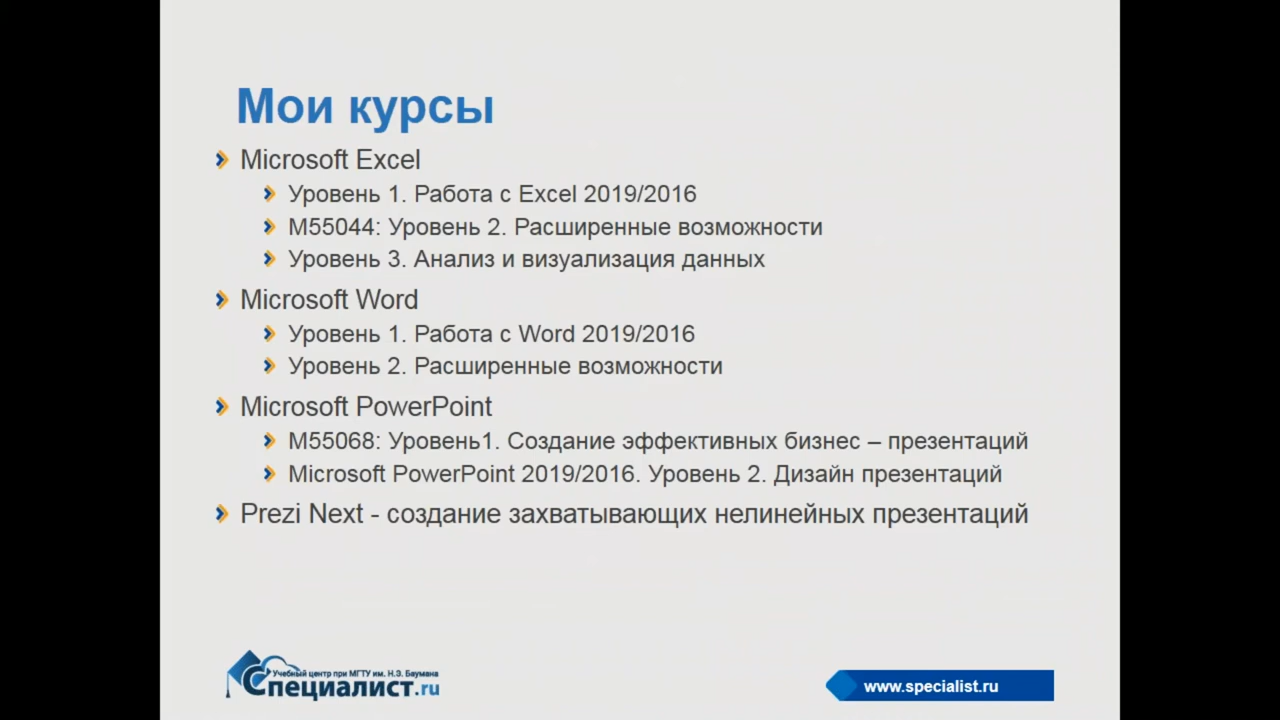 Мои курсы
Microsoft Excel
Уровень 1. Работа с Excel 2019/2016
М55044: Уровень 2. Расширенные возможности
Уровень 3. Анализ и визуализация данных
Microsoft Word
Уровень 1. Работа с Word 2019/2016
Уровень 2. Расширенные возможности
Microsoft PowerPoint
М55068: Уровень1. Создание эффективных бизнес – презентаций
Microsoft PowerPoint 2019/2016. Уровень 2. Дизайн презентаций
Prezi Next - создание захватывающих нелинейных презентаций
Учебный центр при МГТУ им. Н.Э. Баумана
Специалист.ru
www.specialist.ru